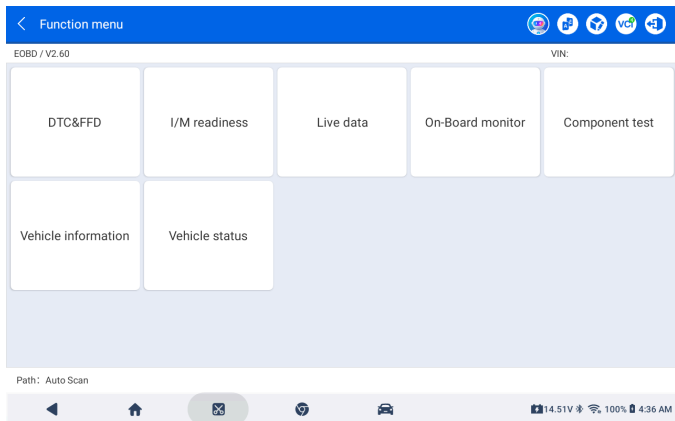 Function menu
VCI
EOBD / V2.60
VIN:
DTC&FFD
I/M readiness
Live data
On-Board monitor
Component test
Vehicle information
Vehicle status
Path: Auto Scan
14.51V 100% 4:36 AM